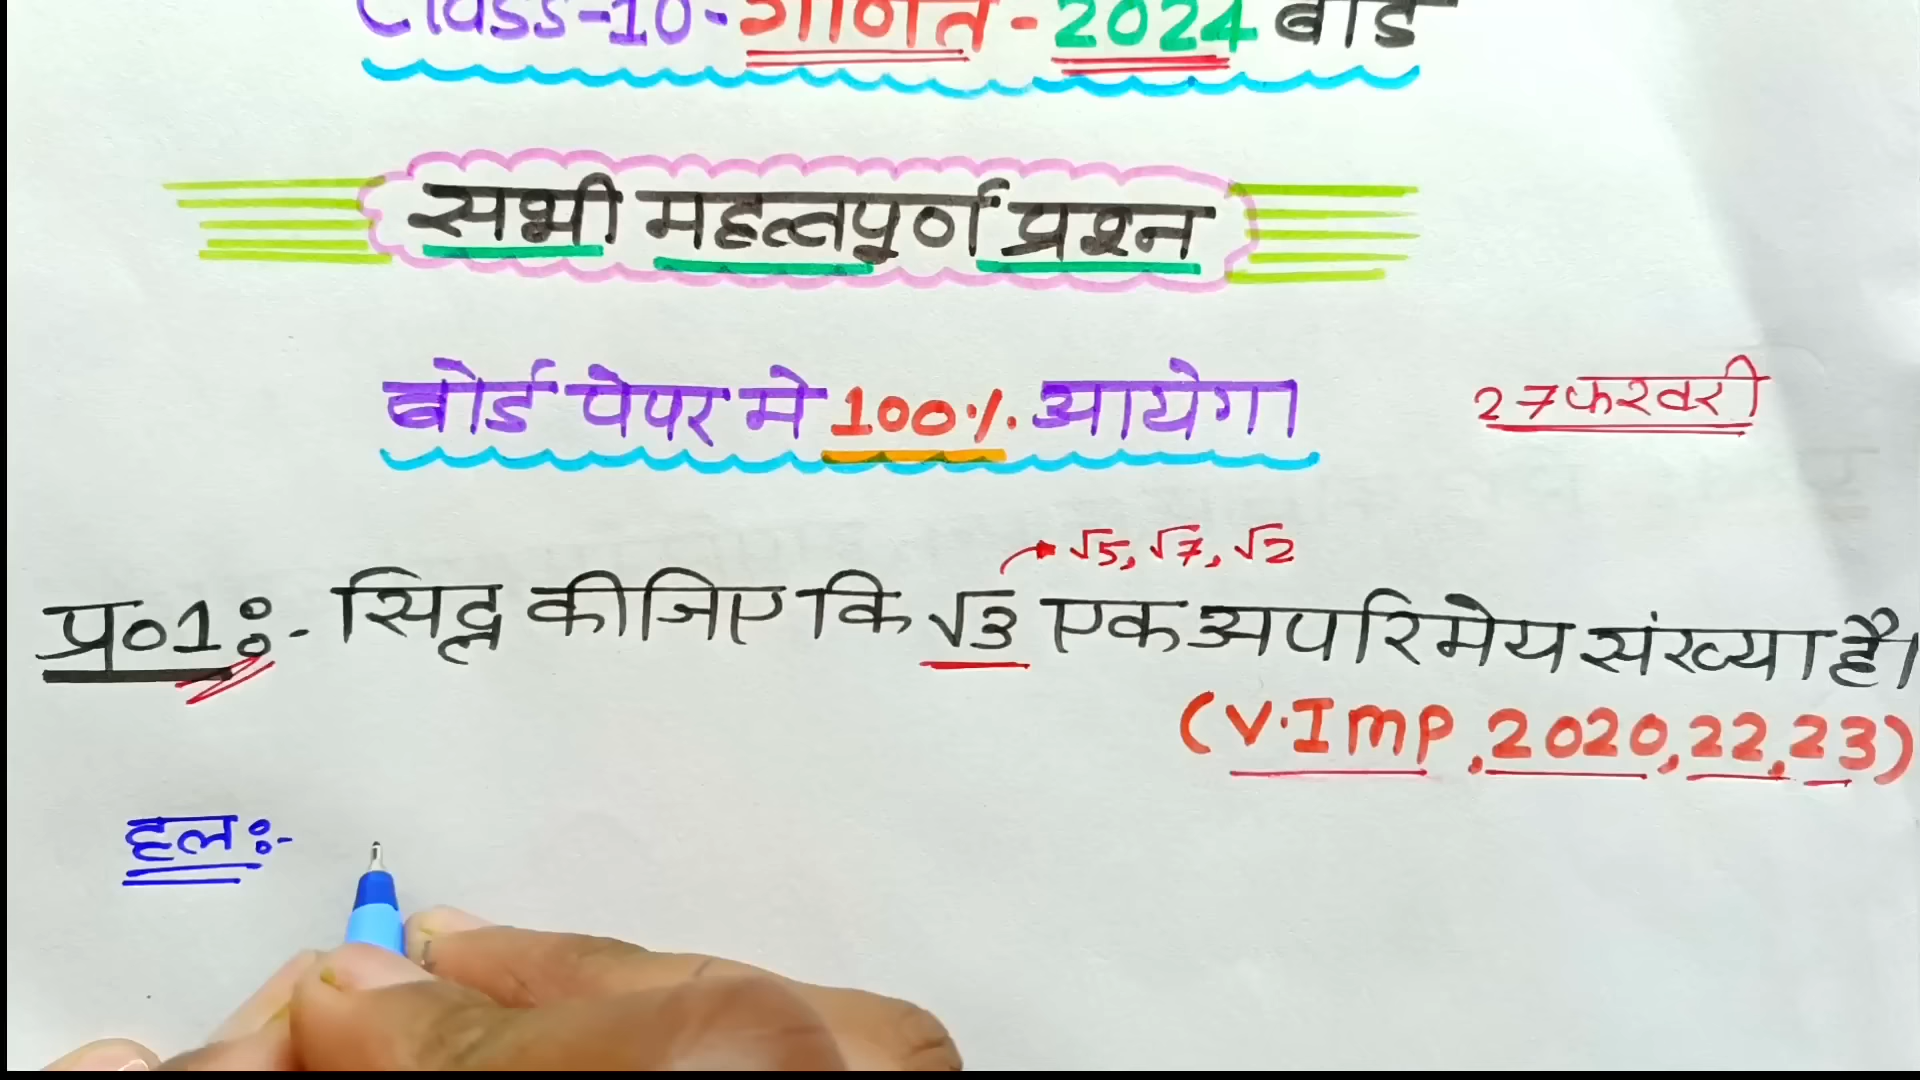 Class-10-गणित-2024 बोर्ड
सभी महत्वपूर्ण प्रश्न
बोर्ड पेपर मे 100% आयेगा
27 फरवरी
√5, √7, √2
प्र०1ः- सिद्ध कीजिए कि √3 एक अपरिमेय संख्या है।
(V.Imp, 2020, 22, 23)
हलः-